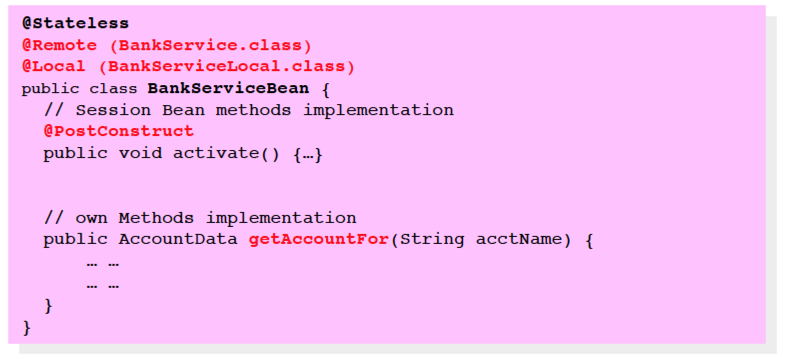 @Stateless
@Remote (BankService.class)
@Local (BankServiceLocal.class)
public class BankServiceBean {
// Session Bean methods implementation
@PostConstruct
public void activate() {…}
// own Methods implementation
public AccountData getAccountFor(String acctName) {
… …
… …
}
}